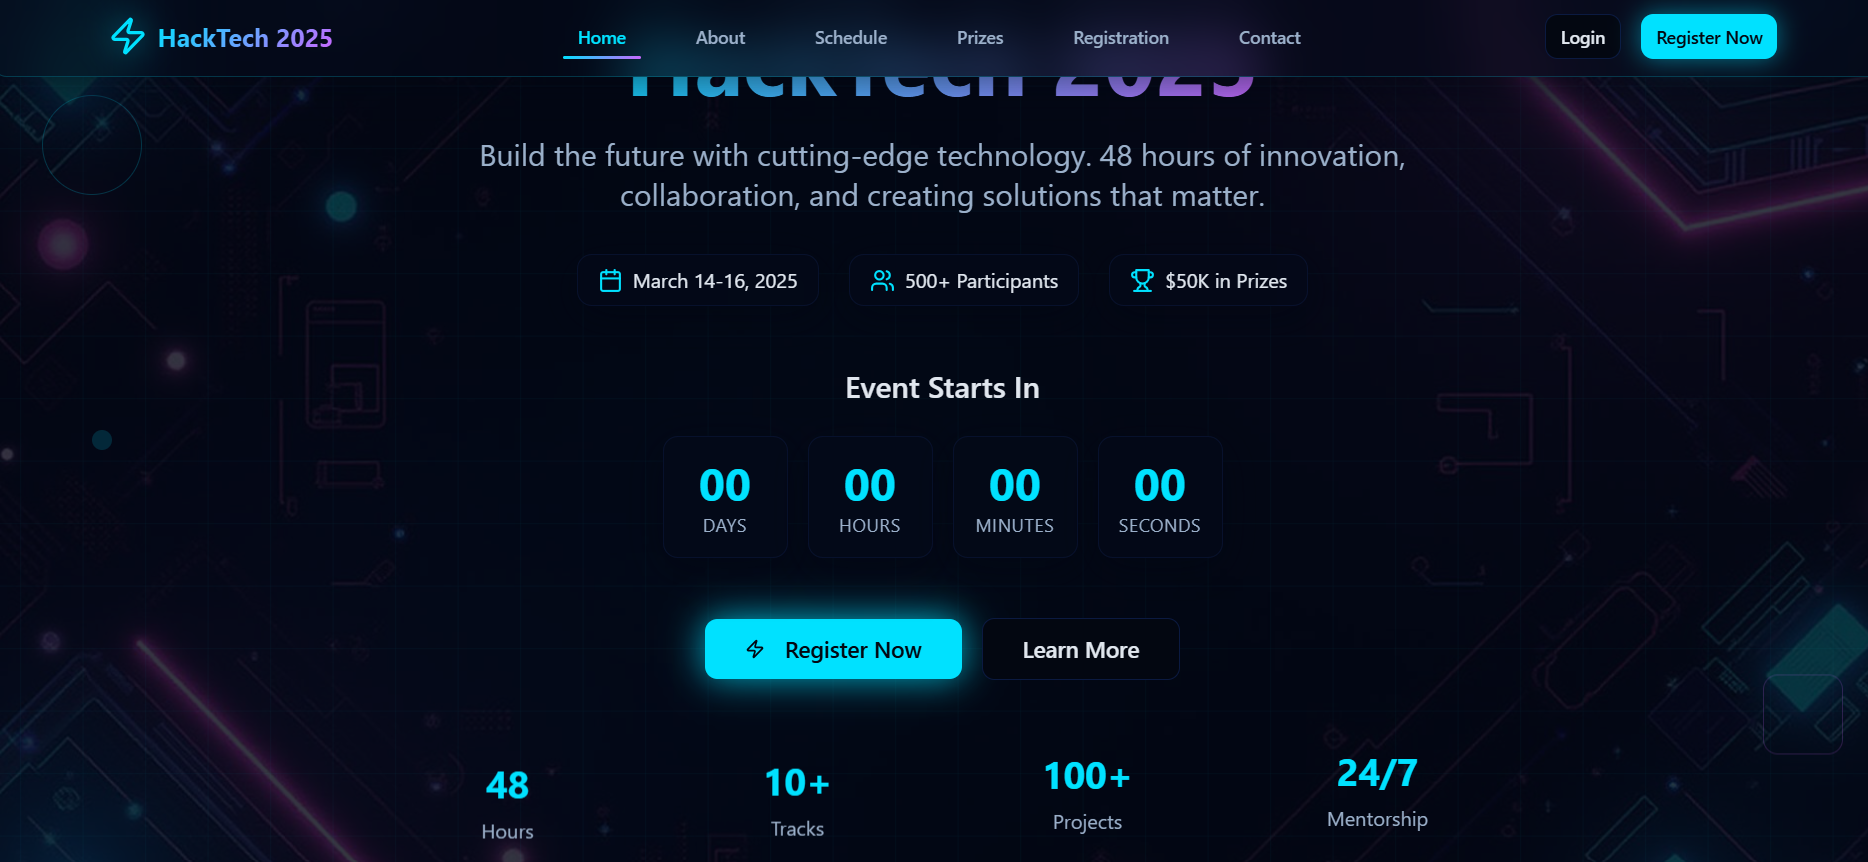 HackTech 2025
Home
About
Schedule
Prizes
Registration
Contact
Login
Register Now
HackTech 2025
Build the future with cutting-edge technology. 48 hours of innovation,
collaboration, and creating solutions that matter.
March 14-16, 2025
500+ Participants
$50K in Prizes
Event Starts In
00
DAYS
00
HOURS
00
MINUTES
00
SECONDS
Register Now
Learn More
48
Hours
10+
Tracks
100+
Projects
24/7
Mentorship